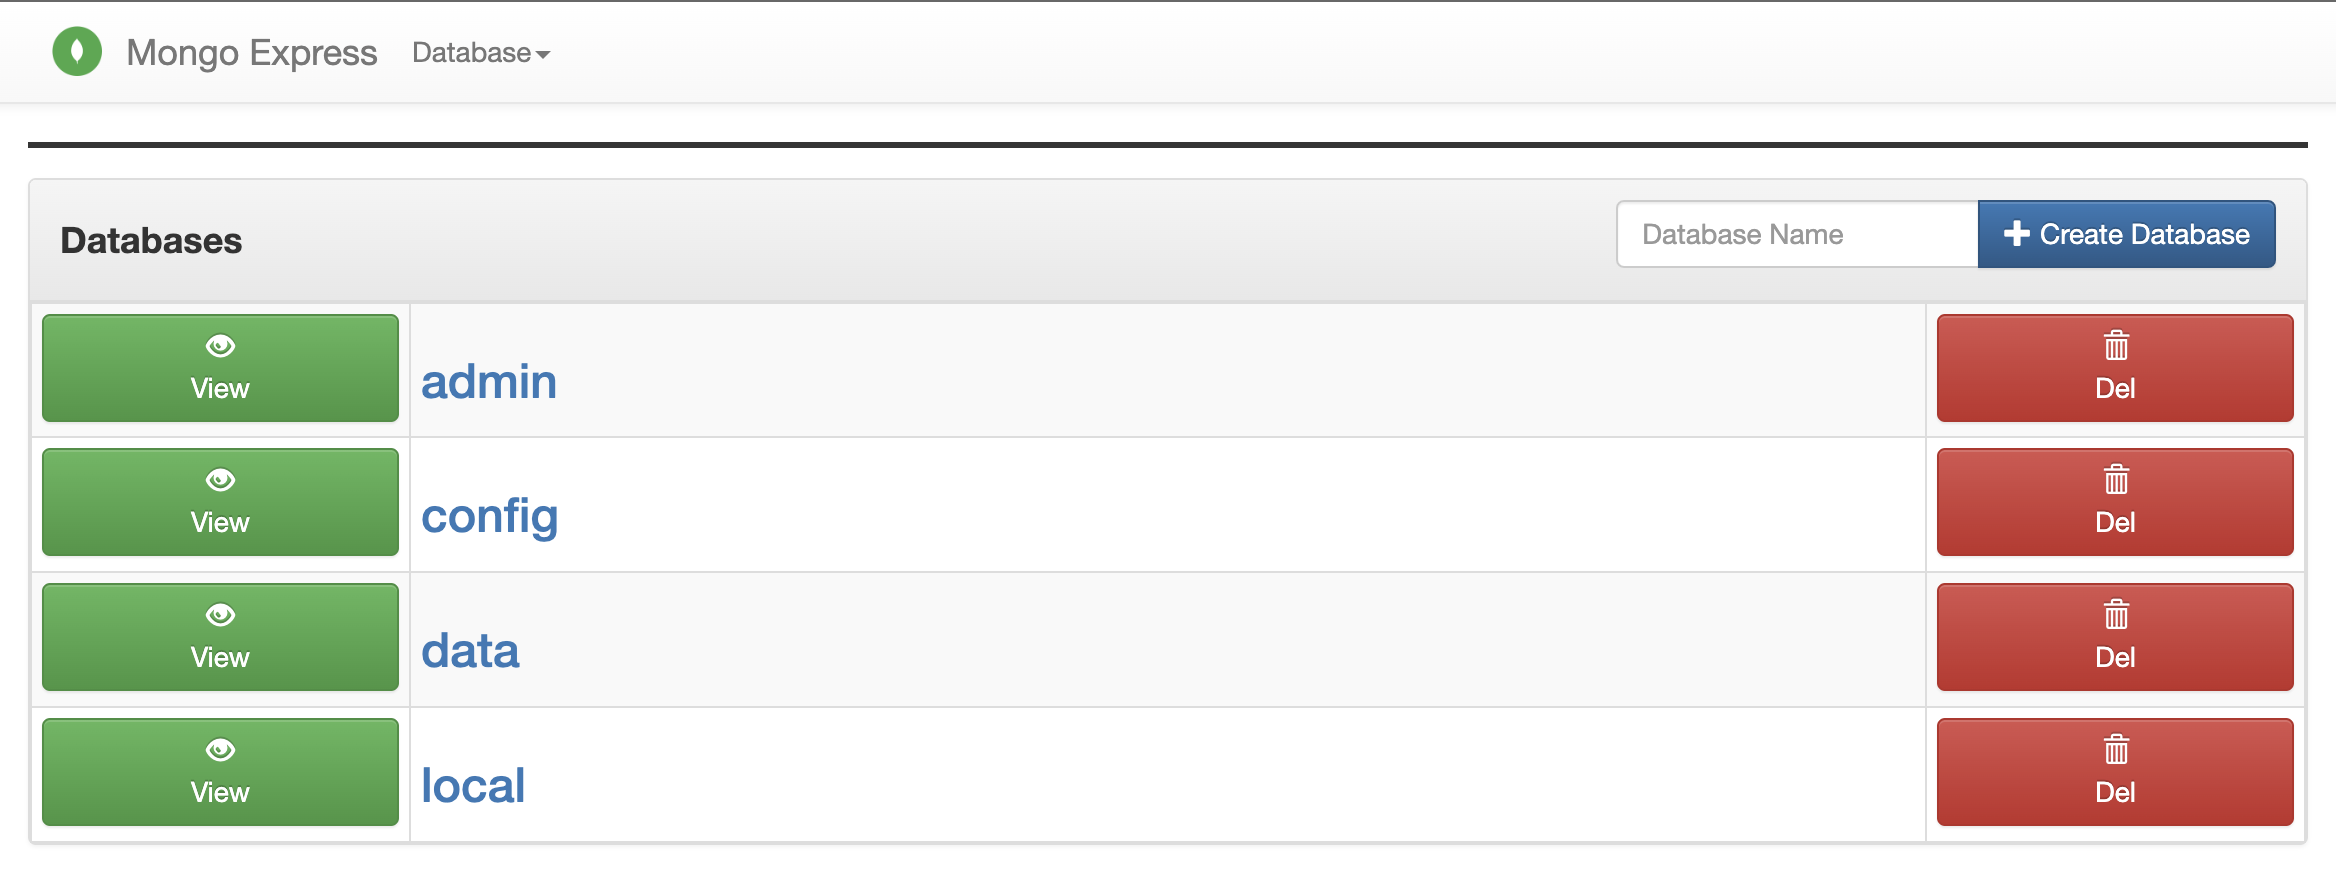 Mongo Express Database
Databases
Database Name
Create Database
View
admin
Del
View
config
Del
View
data
Del
View
local
Del